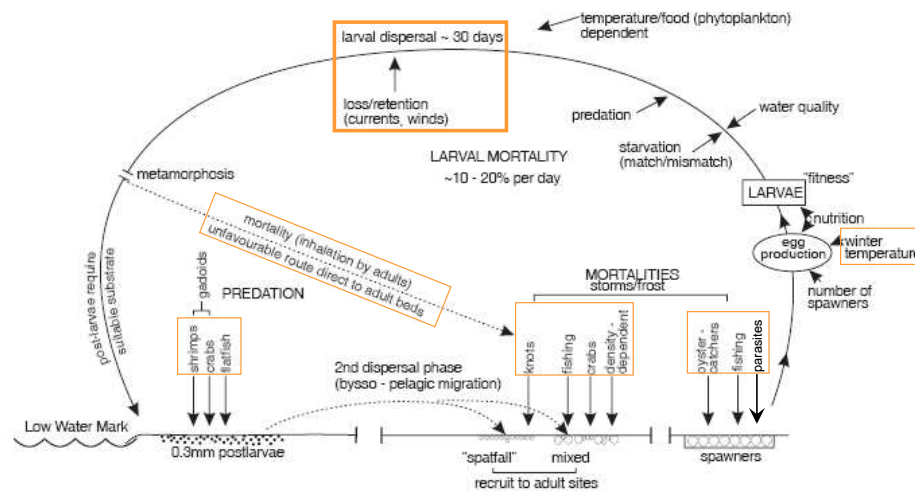 temperature/food (phytoplankton)
dependent
larval dispersal ~ 30 days
loss/retention
(currents, winds)
predation
water quality
starvation
(match/mismatch)
LARVAL MORTALITY
~10 - 20% per day
metamorphosis
"fitness"
LARVAE
nutrition
egg
production
winter
temperature
number of
spawners
mortality (inhalation by adults)
unfavourable route direct to adult beds
post-larvae require
suitable substrate
gadoids
PREDATION
shrimps
crabs
flatfish
MORTALITIES
storms/frost
knots
fishing
crabs
density -
dependent
oyster -
catchers
fishing
parasites
2nd dispersal phase
(bysso - pelagic migration)
Low Water Mark
0.3mm postlarvae
"spatfall"
mixed
spawners
recruit to adult sites